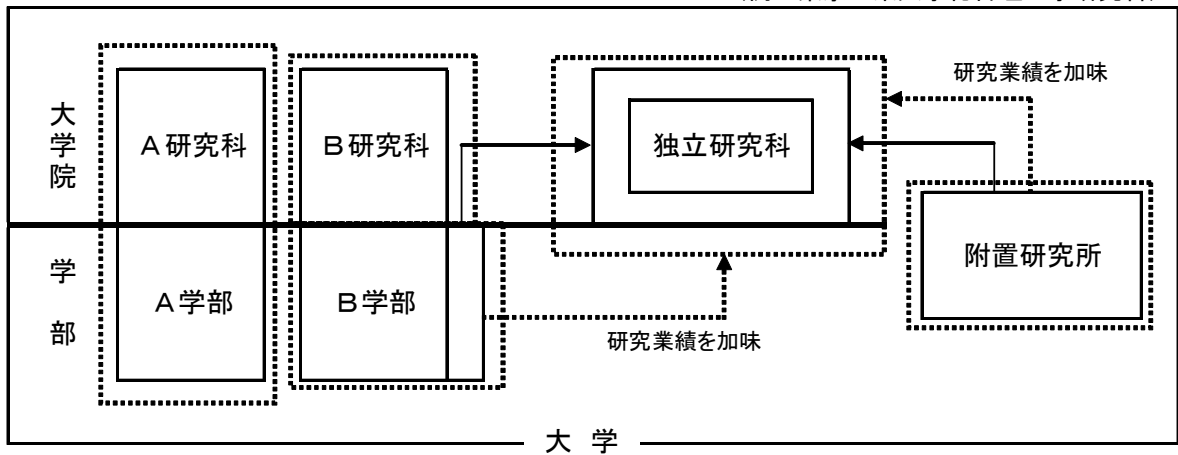 研究業績を加味
大学院
A研究科
B研究科
独立研究科
附置研究所
学部
A学部
B学部
研究業績を加味
大学